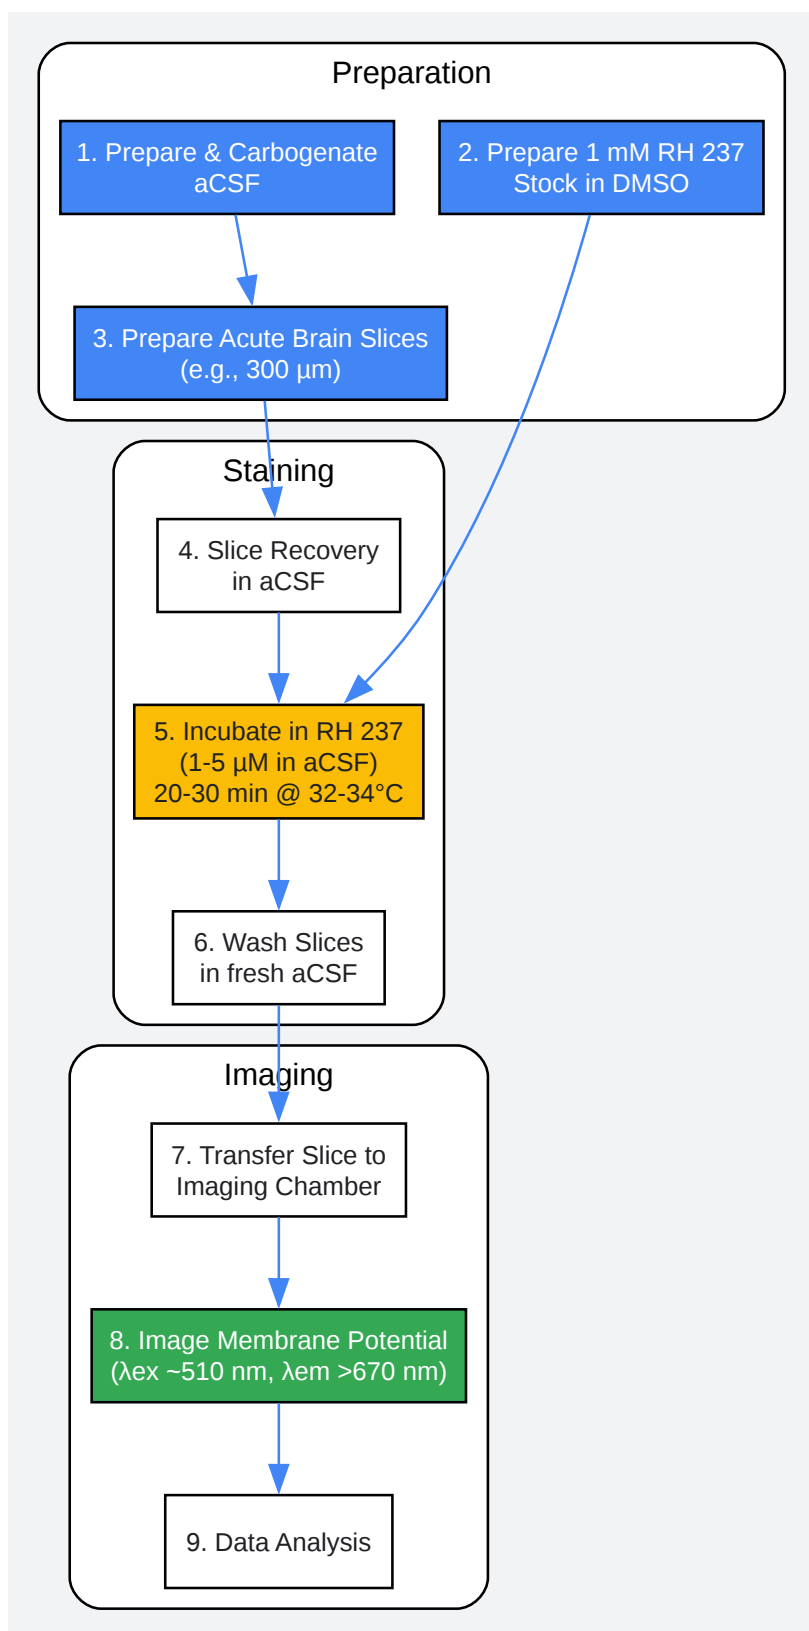 Preparation
1. Prepare & Carbogenate
aCSF
2. Prepare 1 mM RH 237
Stock in DMSO
3. Prepare Acute Brain Slices
(e.g., 300 µm)
Staining
4. Slice Recovery
in aCSF
5. Incubate in RH 237
(1-5 µM in aCSF)
20-30 min @ 32-34°C
6. Wash Slices
in fresh aCSF
Imaging
7. Transfer Slice to
Imaging Chamber
8. Image Membrane Potential
(λex ~510 nm, λem >670 nm)
9. Data Analysis